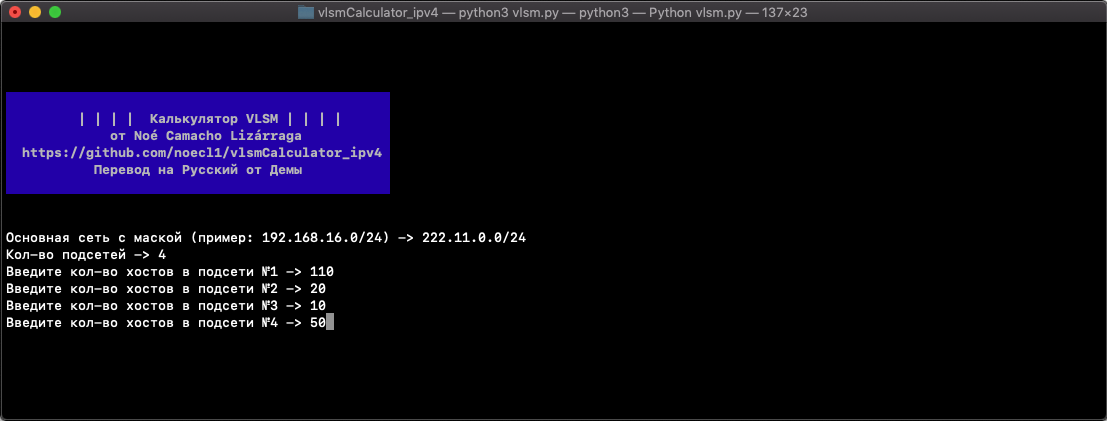 vlsmCalculator_ipv4 — python3 vlsm.py — python3 — Python vlsm.py — 137×23
| | | | Калькулятор VLSM | | | |
от Noé Camacho Lizárraga
https://github.com/noecl1/vlsmCalculator_ipv4
Перевод на Русский от Демы
Основная сеть с маской (пример: 192.168.16.0/24) -> 222.11.0.0/24
Кол-во подсетей -> 4
Введите кол-во хостов в подсети №1 -> 110
Введите кол-во хостов в подсети №2 -> 20
Введите кол-во хостов в подсети №3 -> 10
Введите кол-во хостов в подсети №4 -> 50